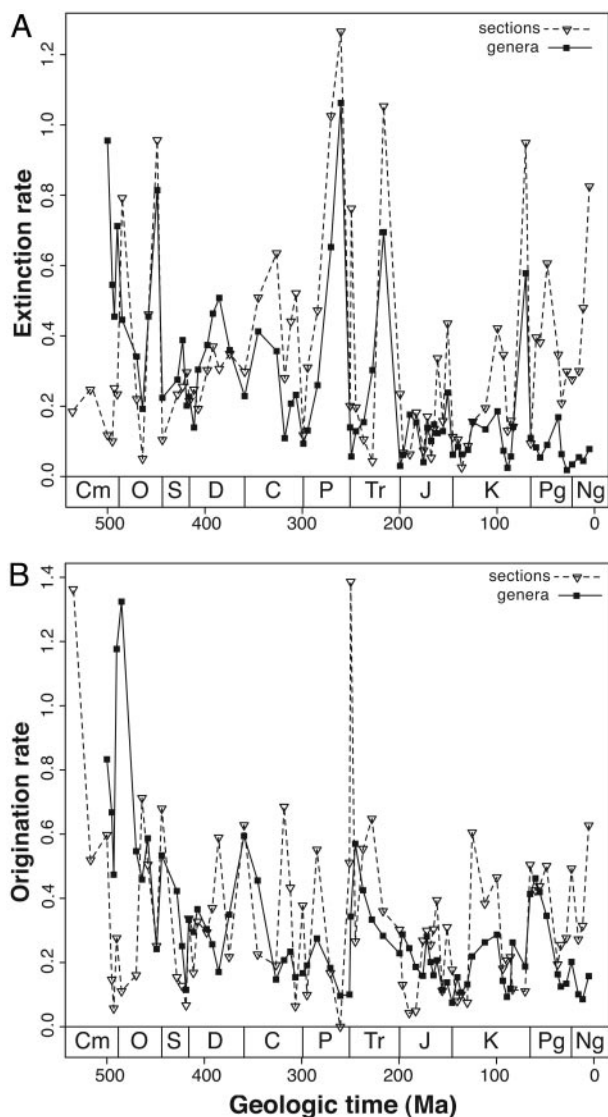 A
sections
genera
Extinction rate
1.2
1.0
0.8
0.6
0.4
0.2
0.0
Cm O S D C P Tr J K Pg Ng
500 400 300 200 100 0
B
sections
genera
Origination rate
1.4
1.2
1.0
0.8
0.6
0.4
0.2
0.0
Cm O S D C P Tr J K Pg Ng
500 400 300 200 100 0
Geologic time (Ma)